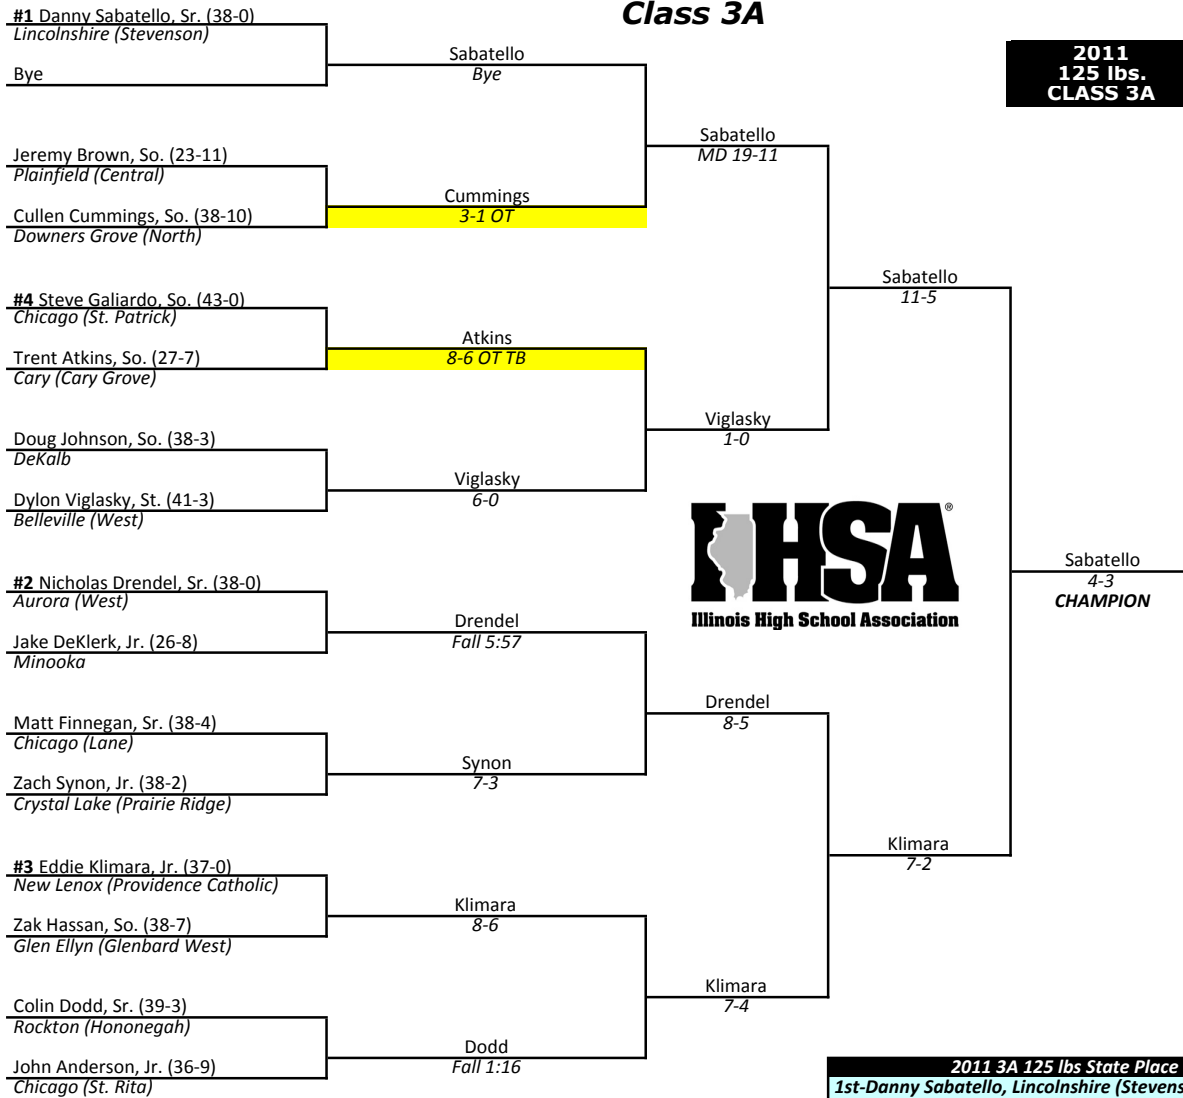 Class 3A
2011
125 lbs.
CLASS 3A
#1 Danny Sabatello, Sr. (38-0)
Lincolnshire (Stevenson)
Bye
Sabatello
Bye
Jeremy Brown, So. (23-11)
Plainfield (Central)
Cullen Cummings, So. (38-10)
Downers Grove (North)
Cummings
3-1 OT
Sabatello
MD 19-11
#4 Steve Galiardo, So. (43-0)
Chicago (St. Patrick)
Trent Atkins, So. (27-7)
Cary (Cary Grove)
Atkins
8-6 OT TB
Doug Johnson, So. (38-3)
DeKalb
Dylon Viglasky, St. (41-3)
Belleville (West)
Viglasky
6-0
Viglasky
1-0
Sabatello
11-5
#2 Nicholas Drendel, Sr. (38-0)
Aurora (West)
Jake DeKlerk, Jr. (26-8)
Minooka
Drendel
Fall 5:57
Matt Finnegan, Sr. (38-4)
Chicago (Lane)
Zach Synon, Jr. (38-2)
Crystal Lake (Prairie Ridge)
Synon
7-3
Drendel
8-5
#3 Eddie Klimara, Jr. (37-0)
New Lenox (Providence Catholic)
Zak Hassan, So. (38-7)
Glen Ellyn (Glenbard West)
Klimara
8-6
Colin Dodd, Sr. (39-3)
Rockton (Hononegah)
John Anderson, Jr. (36-9)
Chicago (St. Rita)
Dodd
Fall 1:16
Klimara
7-4
Klimara
7-2
IHSA®
Illinois High School Association
Sabatello
4-3
CHAMPION
2011 3A 125 lbs State Place
1st-Danny Sabatello, Lincolnshire (Stevens